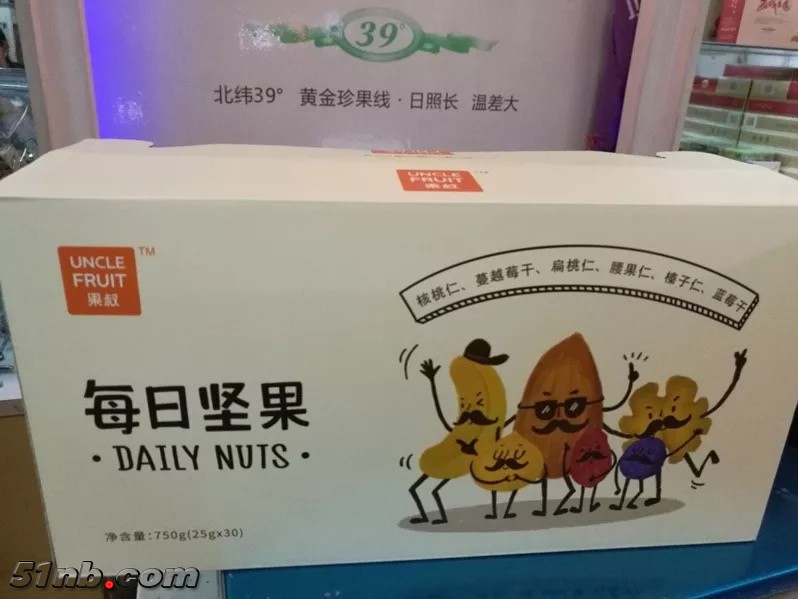 39°
北纬39° 黄金珍果线·日照长 温差大
UNCLE
FRUIT
果叔
UNCLE
FRUIT
果叔
TM
核桃仁、蔓越莓干、扁桃仁、腰果仁、榛子仁、蓝莓干
每日坚果
·DAILY NUTS·
净含量:750g(25gx30)
51nb.com